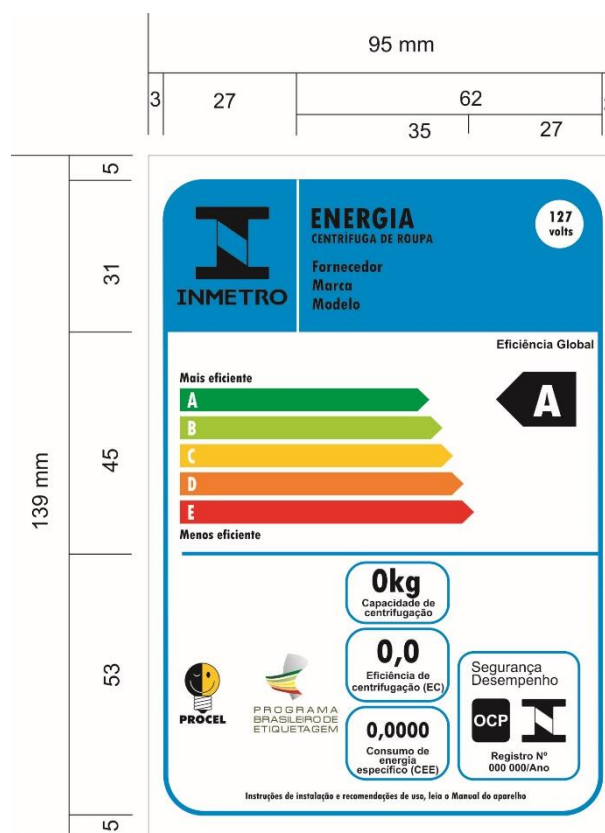 95 mm
3
27
62
35
27
5
31
45
139 mm
53
5
INMETRO
ENERGIA
CENTRÍFUGA DE ROUPA
Fornecedor
Marca
Modelo
127
volts
Eficiência Global
Mais eficiente
A
A
B
C
D
E
Menos eficiente
0kg
Capacidade de
centrifugação
0,0
Eficiência de
centrifugação (EC)
0,0000
Consumo de
energia
específico (CEE)
PROCEL
PROGRAMA
BRASILEIRO DE
ETIQUETAGEM
Segurança
Desempenho
OCP
Registro Nº
000 000/Ano
Instruções de instalação e recomendações de uso, leia o Manual do aparelho